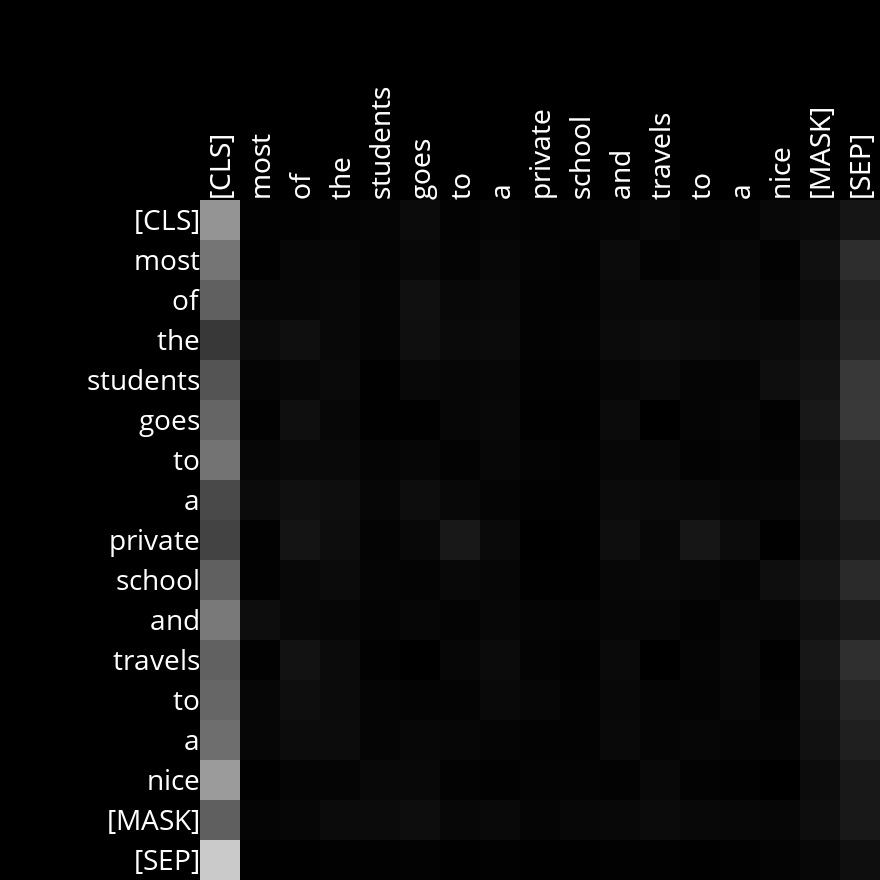 [CLS] most of the students goes to a private school and travels to a nice [MASK] [SEP]
[CLS]
most
of
the
students
goes
to
a
private
school
and
travels
to
a
nice
[MASK]
[SEP]